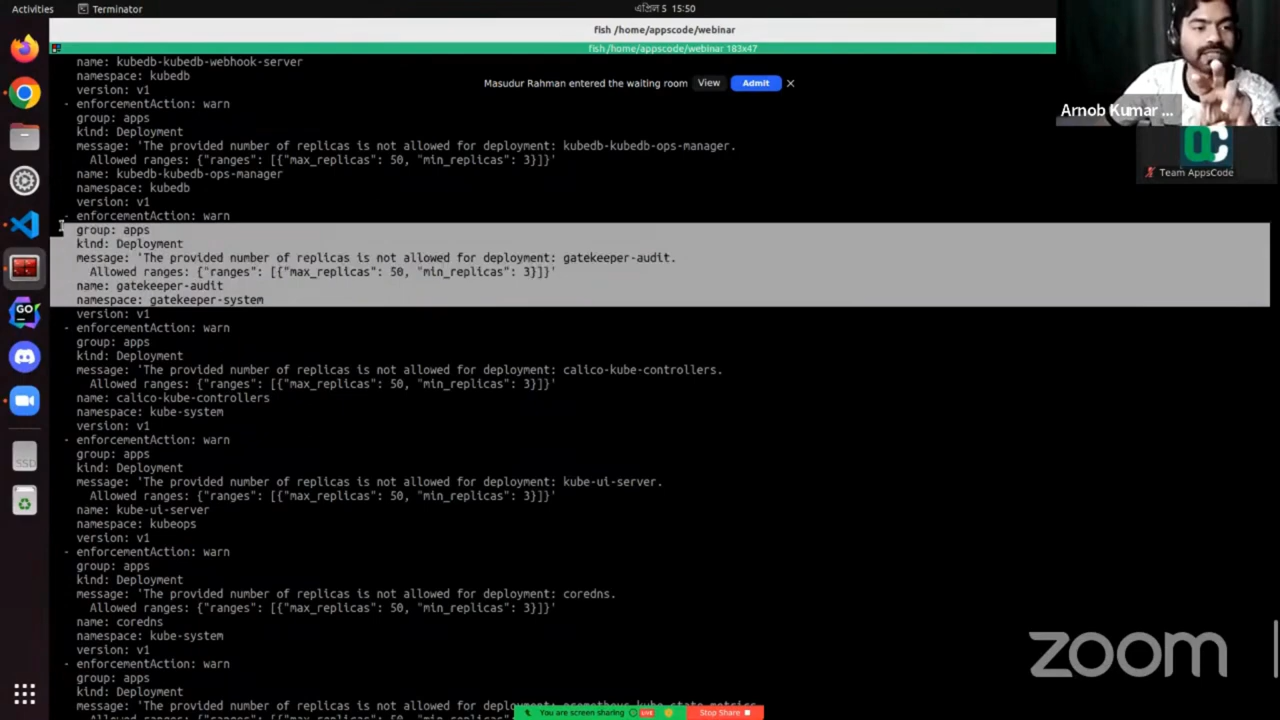 Activities
Terminator
এপ্রিল 5 15:50
fish /home/appscode/webinar
fish /home/appscode/webinar 183x47
name: kubedb-kubedb-webhook-server
namespace: kubedb
version: v1
- enforcementAction: warn
group: apps
kind: Deployment
message: 'The provided number of replicas is not allowed for deployment: kubedb-kubedb-ops-manager.
Allowed ranges: {"ranges": [{"max_replicas": 50, "min_replicas": 3}]}'
name: kubedb-kubedb-ops-manager
namespace: kubedb
version: v1
- enforcementAction: warn
group: apps
kind: Deployment
message: 'The provided number of replicas is not allowed for deployment: gatekeeper-audit.
Allowed ranges: {"ranges": [{"max_replicas": 50, "min_replicas": 3}]}'
name: gatekeeper-audit
namespace: gatekeeper-system
version: v1
- enforcementAction: warn
group: apps
kind: Deployment
message: 'The provided number of replicas is not allowed for deployment: calico-kube-controllers.
Allowed ranges: {"ranges": [{"max_replicas": 50, "min_replicas": 3}]}'
name: calico-kube-controllers
namespace: kube-system
version: v1
- enforcementAction: warn
group: apps
kind: Deployment
message: 'The provided number of replicas is not allowed for deployment: kube-ui-server.
Allowed ranges: {"ranges": [{"max_replicas": 50, "min_replicas": 3}]}'
name: kube-ui-server
namespace: kubeops
version: v1
- enforcementAction: warn
group: apps
kind: Deployment
message: 'The provided number of replicas is not allowed for deployment: coredns.
Allowed ranges: {"ranges": [{"max_replicas": 50, "min_replicas": 3}]}'
name: coredns
namespace: kube-system
version: v1
- enforcementAction: warn
group: apps
kind: Deployment
message: 'The provided number of replicas is not allowed for
Masudur Rahman entered the waiting room View Admit
Arnob Kumar ...
Team AppsCode
GO
SSD
zoom
You are screen sharing LIVE Stop Share